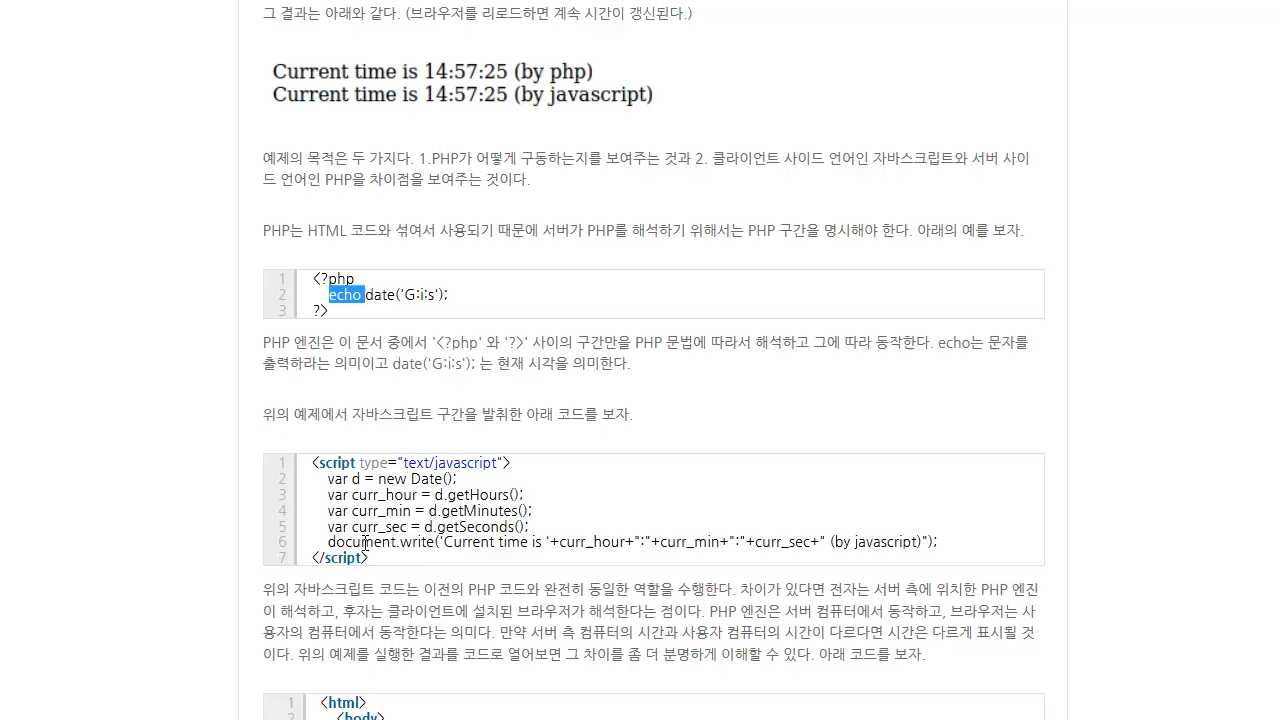 그 결과는 아래와 같다. (브라우저를 리로드하면 계속 시간이 갱신된다.)
Current time is 14:57:25 (by php)
Current time is 14:57:25 (by javascript)
예제의 목적은 두 가지다. 1.PHP가 어떻게 구동하는지를 보여주는 것과 2. 클라이언트 사이드 언어인 자바스크립트와 서버 사이
드 언어인 PHP을 차이점을 보여주는 것이다.
PHP는 HTML 코드와 섞여서 사용되기 때문에 서버가 PHP를 해석하기 위해서는 PHP 구간을 명시해야 한다. 아래의 예를 보자.
1 <?php
2 echo date('G:i:s');
3 ?>
PHP 엔진은 이 문서 중에서 '<?php' 와 '?>' 사이의 구간만을 PHP 문법에 따라서 해석하고 그에 따라 동작한다. echo는 문자를
출력하라는 의미이고 date('G:i:s'); 는 현재 시각을 의미한다.
위의 예제에서 자바스크립트 구간을 발취한 아래 코드를 보자.
1 <script type="text/javascript">
2 var d = new Date();
3 var curr_hour = d.getHours();
4 var curr_min = d.getMinutes();
5 var curr_sec = d.getSeconds();
6 document.write('Current time is '+curr_hour+":"+curr_min+":"+curr_sec+" (by javascript)");
7 </script>
위의 자바스크립트 코드는 이전의 PHP 코드와 완전히 동일한 역할을 수행한다. 차이가 있다면 전자는 서버 측에 위치한 PHP 엔진
이 해석하고, 후자는 클라이언트에 설치된 브라우저가 해석한다는 점이다. PHP 엔진은 서버 컴퓨터에서 동작하고, 브라우저는 사
용자의 컴퓨터에서 동작한다는 의미다. 만약 서버 측 컴퓨터의 시간과 사용자 컴퓨터의 시간이 다르다면 시간은 다르게 표시될 것
이다. 위의 예제를 실행한 결과를 코드로 열어보면 그 차이를 좀 더 분명하게 이해할 수 있다. 아래 코드를 보자.
1 <html>
2 <body>